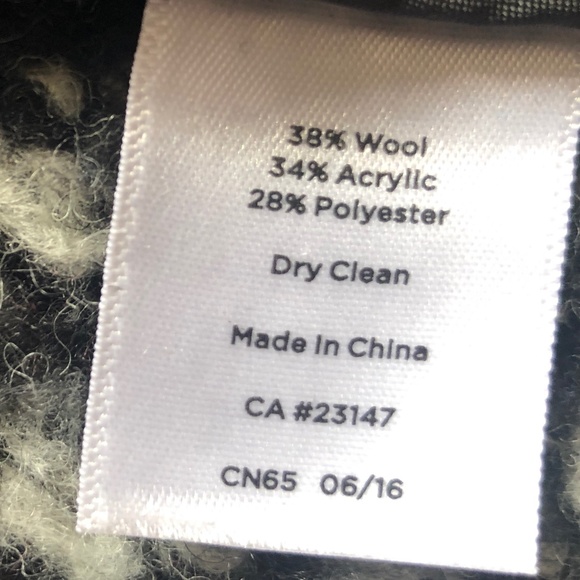 38% Wool
34% Acrylic
28% Polyester
Dry Clean
Made In China
CA #23147
CN65 06/16